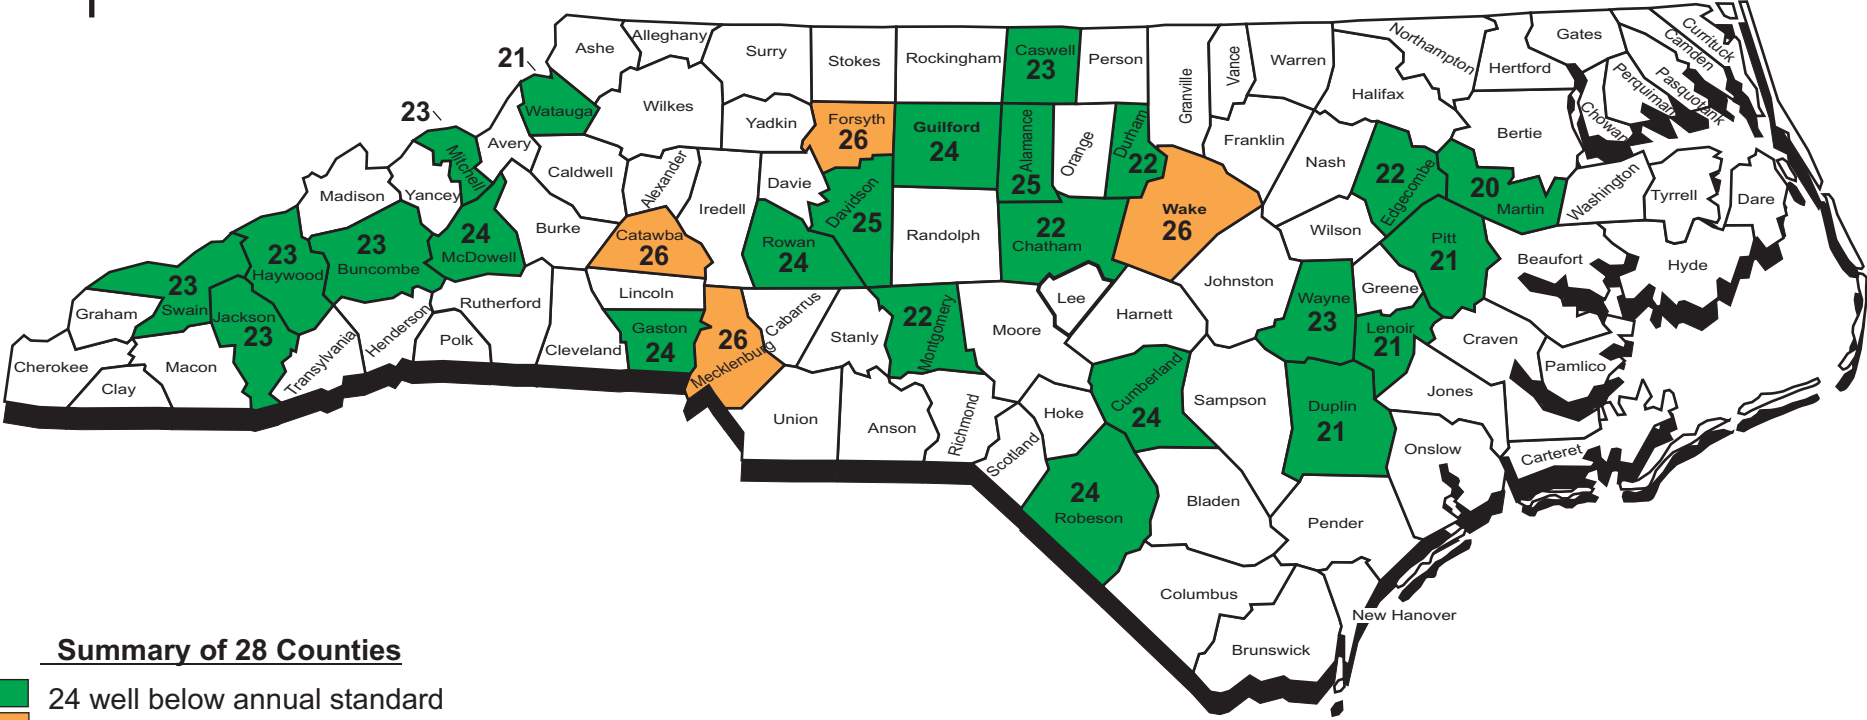 Ashe
Alleghany
Surry
Stokes
Rockingham
Caswell
23
Person
Granville
Vance
Warren
Northampton
Hertford
Gates
Currituck
Camden
Pasquotank
Perquimans
Chowan
21
Watauga
Wilkes
Yadkin
Forsyth
26
Guilford
24
Alamance
25
Orange
Durham
22
Franklin
Halifax
Bertie
23
Mitchell
Avery
Caldwell
Alexander
Iredell
Davie
Davidson
25
Randolph
22
Chatham
Wake
26
Nash
22
Edgecombe
20
Martin
Washington
Tyrrell
Dare
Madison
Yancey
24
McDowell
Burke
Catawba
26
Rowan
24
Wilson
Johnston
Pitt
21
Beaufort
Hyde
23
Swain
23
Haywood
23
Buncombe
Jackson
23
Graham
Cherokee
Clay
Macon
Transylvania
Henderson
Polk
Rutherford
Cleveland
Lincoln
Gaston
24
26
Mecklenburg
Cabarrus
Stanly
22
Montgomery
Moore
Lee
Harnett
Wayne
23
Greene
Lenoir
21
Craven
Pamlico
Jones
Union
Anson
Richmond
Scotland
Hoke
Cumberland
24
Sampson
Duplin
21
Onslow
Carteret
24
Robeson
Bladen
Pender
Columbus
New Hanover
Brunswick
Summary of 28 Counties
24 well below annual standard